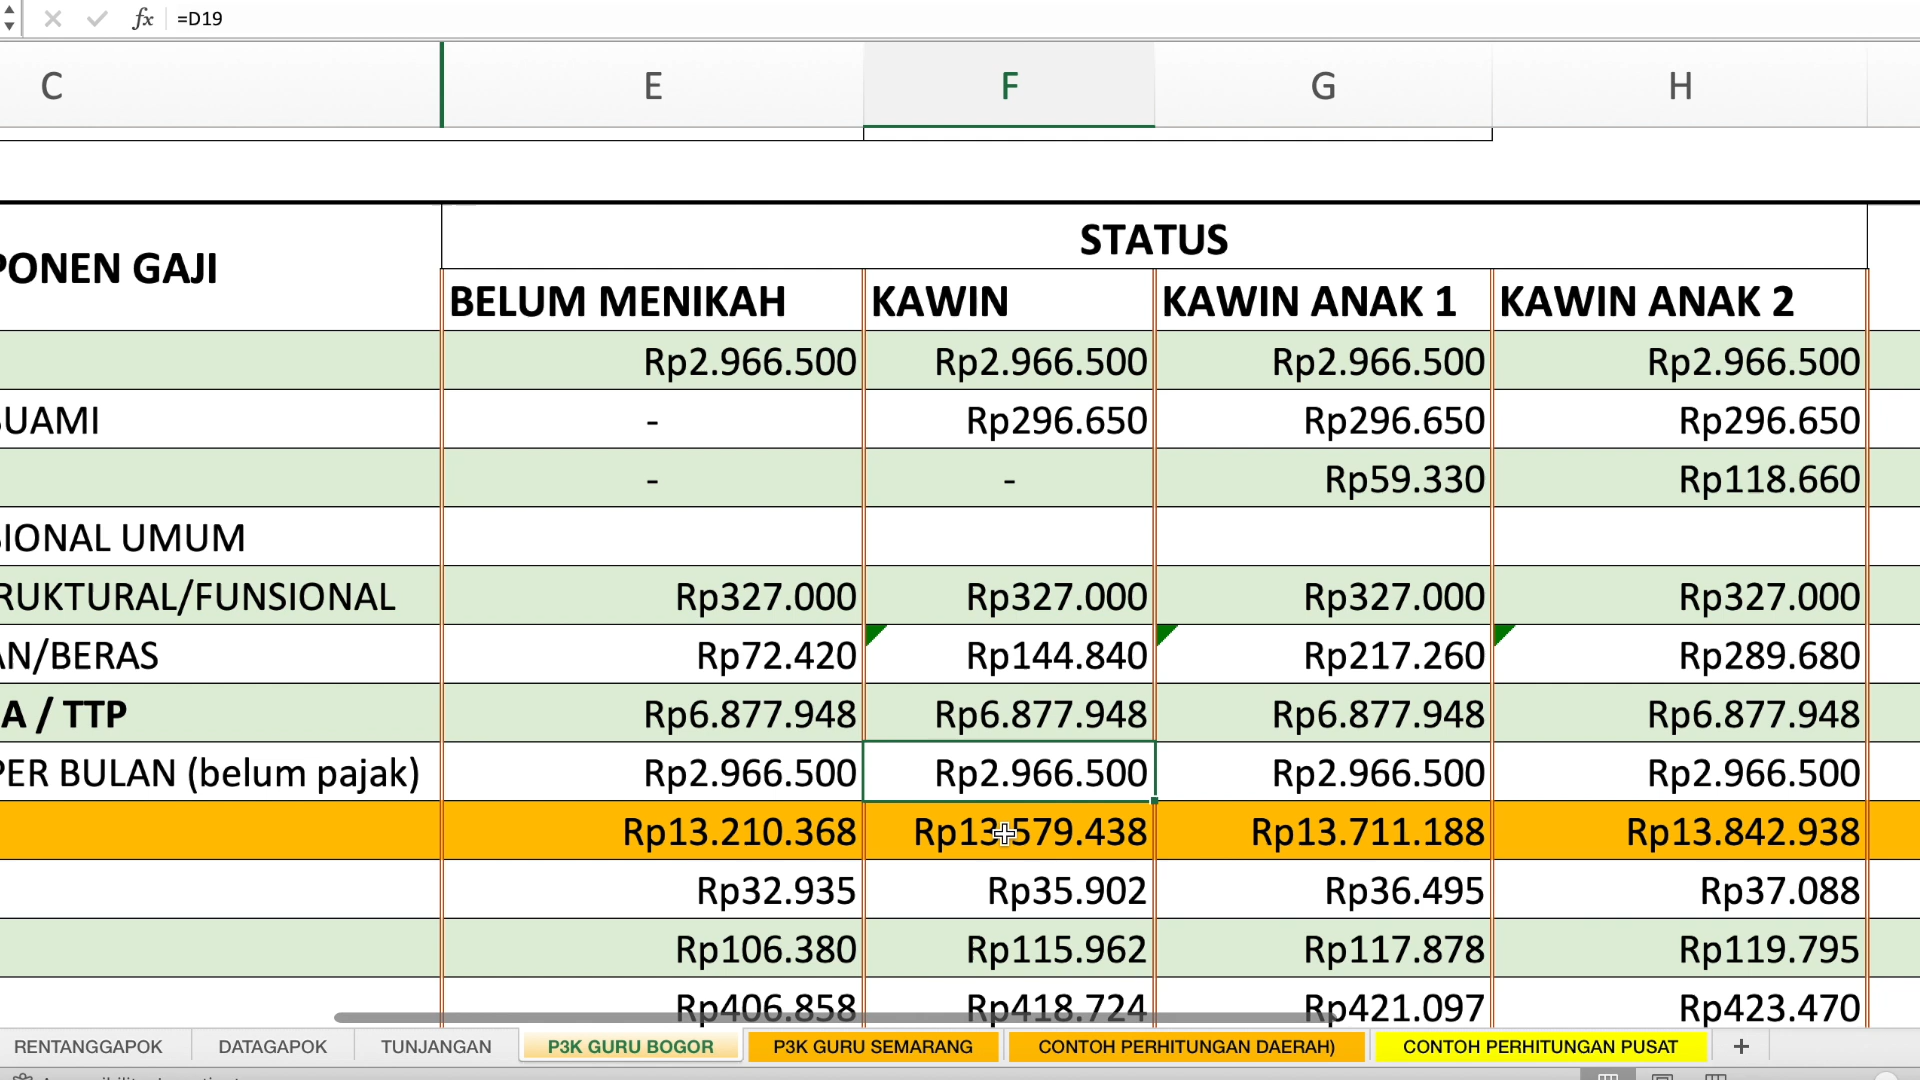 fx =D19
C E F G H
PONEN GAJI STATUS
BELUM MENIKAH KAWIN KAWIN ANAK 1 KAWIN ANAK 2
Rp2.966.500 Rp2.966.500 Rp2.966.500 Rp2.966.500
UAMI - Rp296.650 Rp296.650 Rp296.650
- - Rp59.330 Rp118.660
SIONAL UMUM
RUKTURAL/FUNSIONAL Rp327.000 Rp327.000 Rp327.000 Rp327.000
AN/BERAS Rp72.420 Rp144.840 Rp217.260 Rp289.680
A / TTP Rp6.877.948 Rp6.877.948 Rp6.877.948 Rp6.877.948
PER BULAN (belum pajak) Rp2.966.500 Rp2.966.500 Rp2.966.500 Rp2.966.500
Rp13.210.368 Rp13.579.438 Rp13.711.188 Rp13.842.938
Rp32.935 Rp35.902 Rp36.495 Rp37.088
Rp106.380 Rp115.962 Rp117.878 Rp119.795
Rp406.858 Rp418.724 Rp421.097 Rp423.470
RENTANGGAPOK DATAGAPOK TUNJANGAN P3K GURU BOGOR P3K GURU SEMARANG CONTOH PERHITUNGAN DAERAH) CONTOH PERHITUNGAN PUSAT +